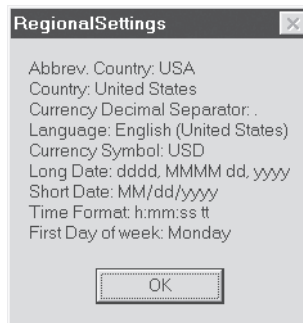 RegionalSettings
Abbrev. Country: USA
Country: United States
Currency Decimal Separator: .
Language: English (United States)
Currency Symbol: USD
Long Date: dddd, MMMM dd, yyyy
Short Date: MM/dd/yyyy
Time Format: h:mm:ss tt
First Day of week: Monday
OK